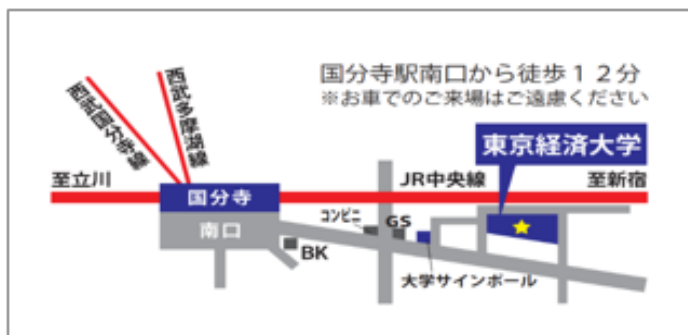 国分寺駅南口から徒歩１２分
※お車でのご来場はご遠慮ください
西武国分寺線
西武多摩湖線
東京経済大学
至立川
国分寺
JR中央線
至新宿
南口
コンビニ
GS
BK
大学サインポール